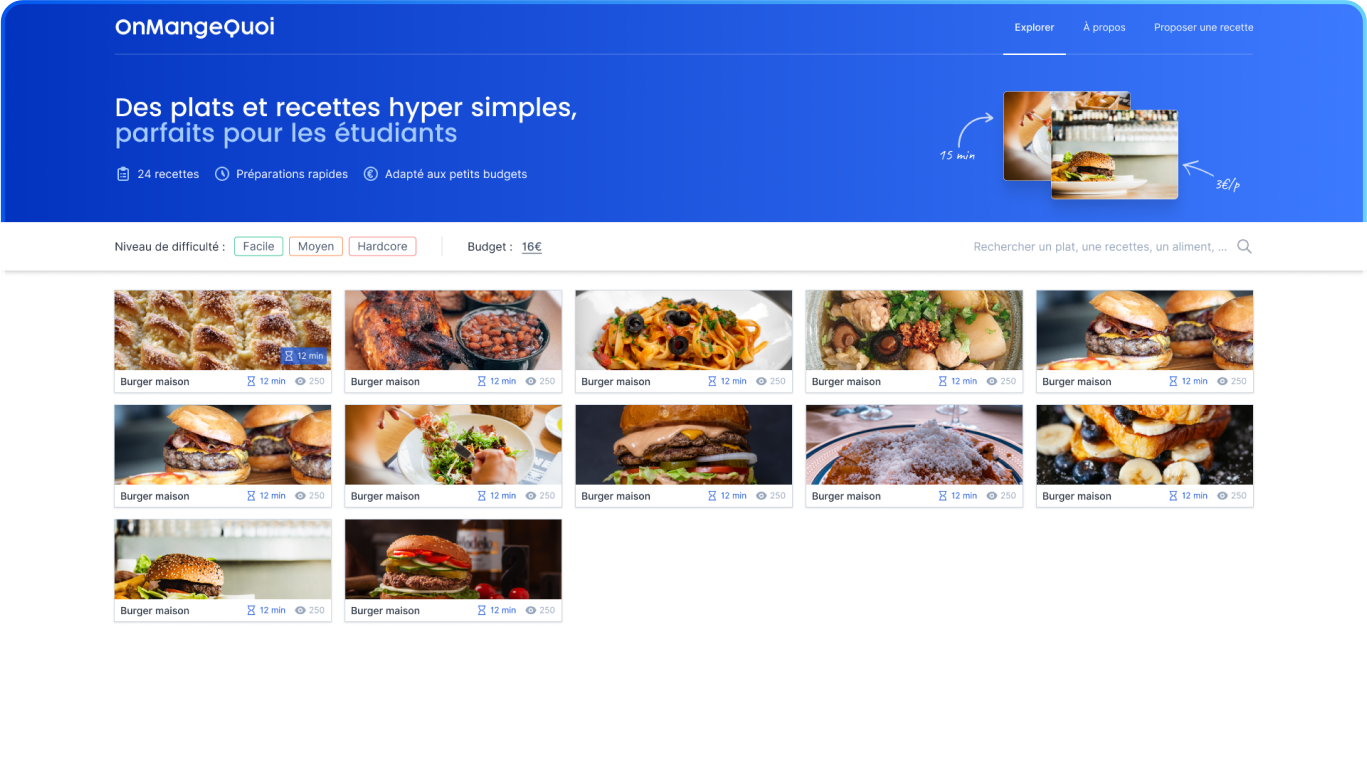 OnMangeQuoi
Explorer À propos Proposer une recette
Des plats et recettes hyper simples,
parfaits pour les étudiants
15 min
3€/p
24 recettes Préparations rapides Adapté aux petits budgets
Niveau de difficulté : Facile Moyen Hardcore Budget : 16€ Rechercher un plat, une recettes, un aliment, ...
12 min
Burger maison 12 min 250 Burger maison 12 min 250 Burger maison 12 min 250 Burger maison 12 min 250 Burger maison 12 min 250
Burger maison 12 min 250 Burger maison 12 min 250 Burger maison 12 min 250 Burger maison 12 min 250 Burger maison 12 min 250
Modelo
Burger maison 12 min 250 Burger maison 12 min 250